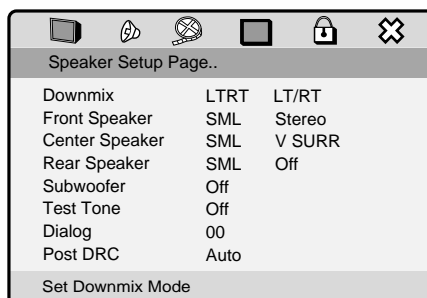 Speaker Setup Page..
Downmix LTRT LT/RT
Front Speaker SML Stereo
Center Speaker SML V SURR
Rear Speaker SML Off
Subwoofer Off
Test Tone Off
Dialog 00
Post DRC Auto
Set Downmix Mode